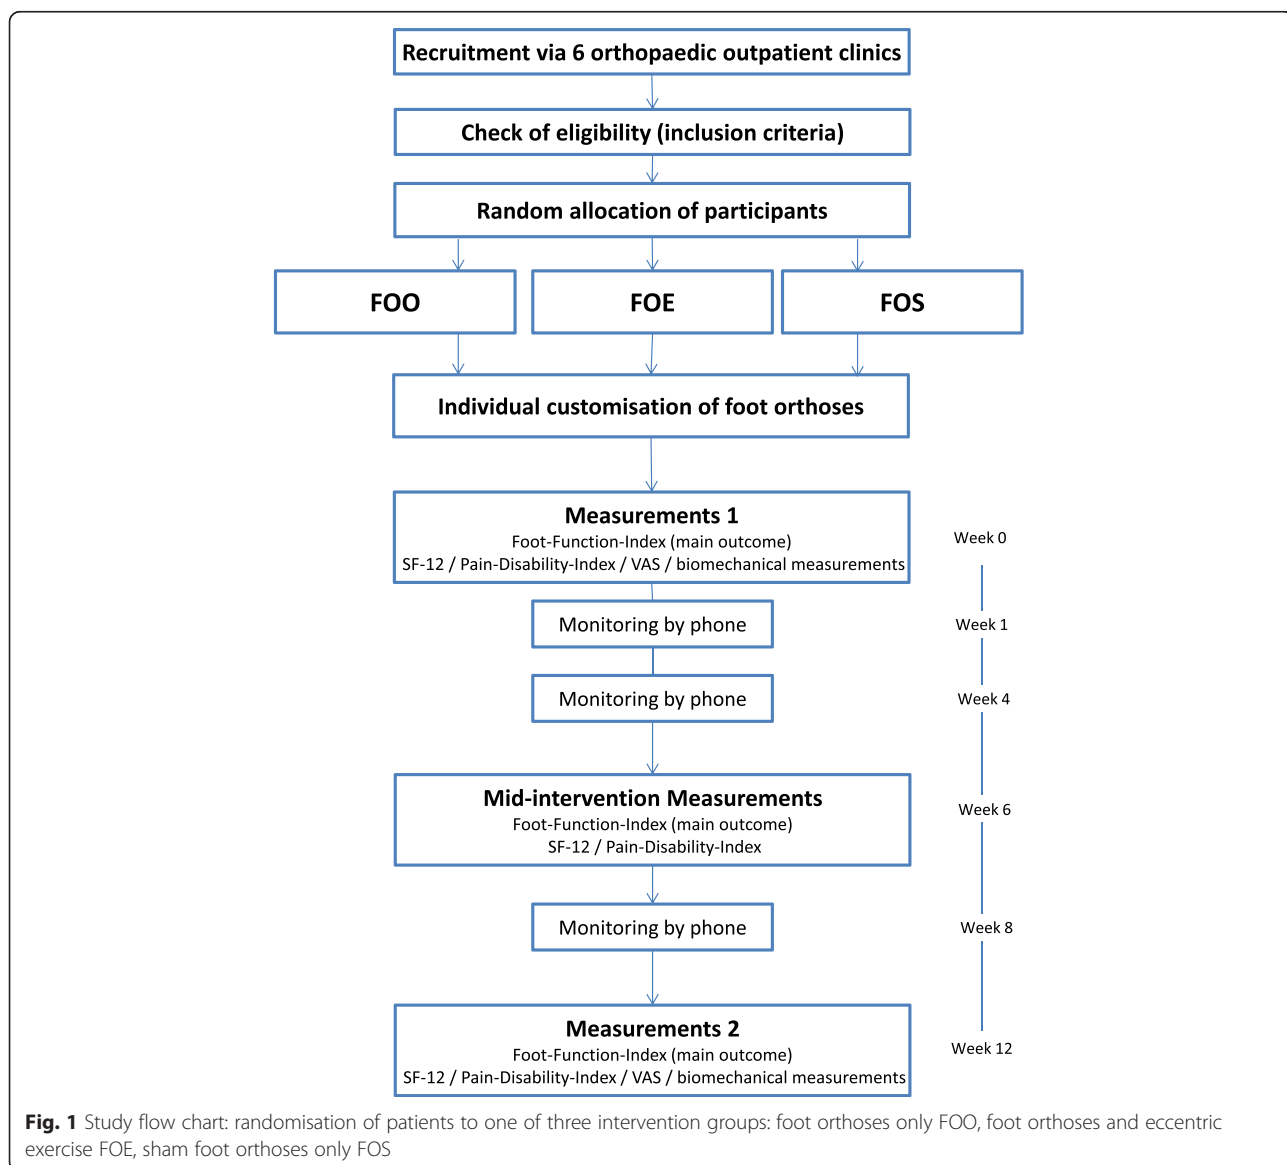 Recruitment via 6 orthopaedic outpatient clinics
Check of eligibility (inclusion criteria)
Random allocation of participants
FOO
FOE
FOS
Individual customisation of foot orthoses
Measurements 1
Foot-Function-Index (main outcome)
SF-12 / Pain-Disability-Index / VAS / biomechanical measurements
Week 0
Monitoring by phone
Week 1
Monitoring by phone
Week 4
Mid-intervention Measurements
Foot-Function-Index (main outcome)
SF-12 / Pain-Disability-Index
Week 6
Monitoring by phone
Week 8
Measurements 2
Foot-Function-Index (main outcome)
SF-12 / Pain-Disability-Index / VAS / biomechanical measurements
Week 12
Fig. 1 Study flow chart: randomisation of patients to one of three intervention groups: foot orthoses only FOO, foot orthoses and eccentric
exercise FOE, sham foot orthoses only FOS